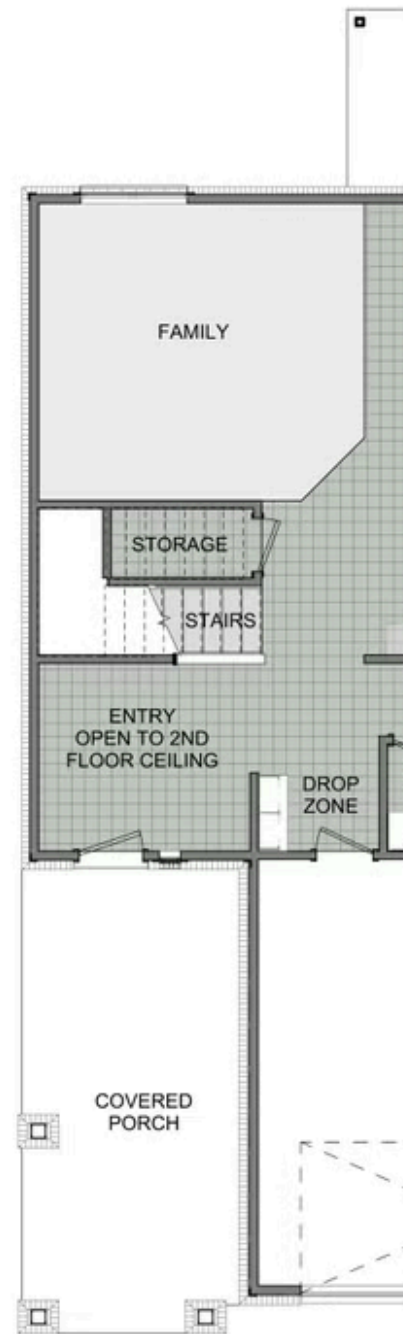 FAMILY
STORAGE
STAIRS
ENTRY
OPEN TO 2ND
FLOOR CEILING
DROP
ZONE
COVERED
PORCH